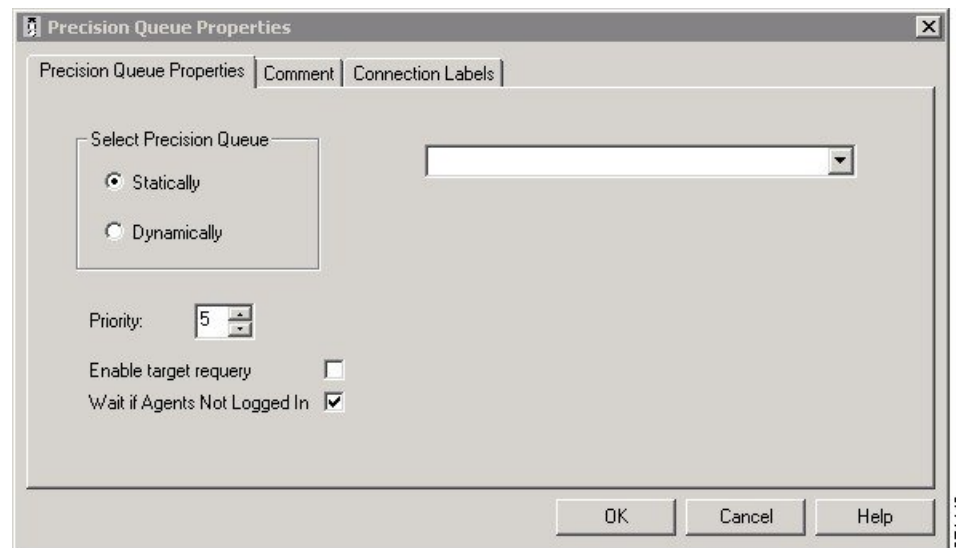 Precision Queue Properties
Precision Queue Properties
Comment
Connection Labels
Select Precision Queue
Statically
Dynamically
Priority: 5
Enable target requery
Wait if Agents Not Logged In
OK
Cancel
Help